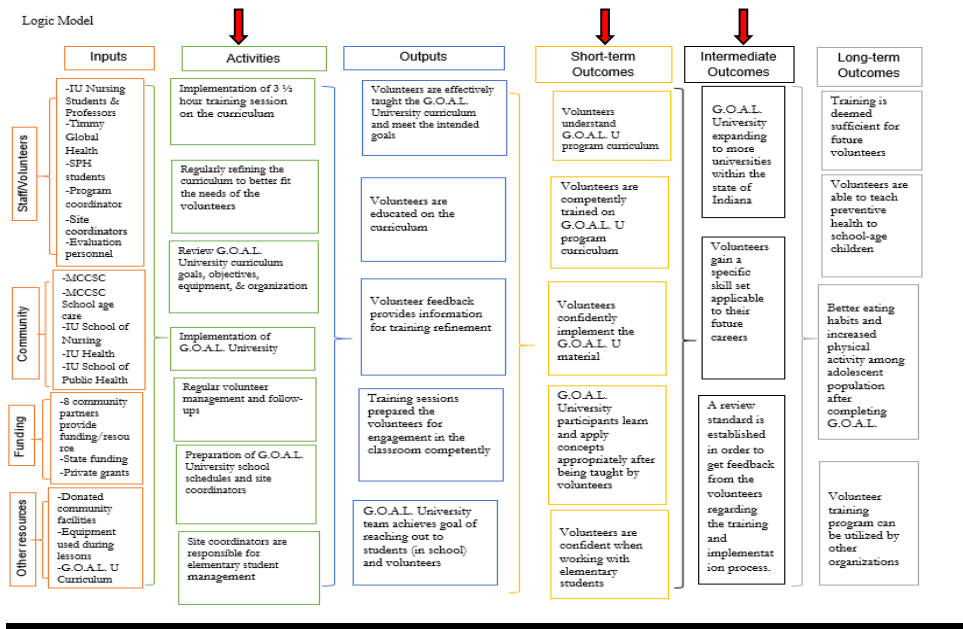 Logic Model
Inputs
Activities
Outputs
Short-term
Outcomes
Intermediate
Outcomes
Long-term
Outcomes
Staff/Volunteers
-IU Nursing
Students &
Professors
-Timmy
Global
Health
-SPH
students
-Program
coordinator
-Site
coordinators
-Evaluation
personnel
Community
-MCCSC
-MCCSC
School age
care
-IU School of
Nursing
-IU Health
-IU School of
Public Health
Funding
-8 community
partners
provide
funding/resou
rce
-State funding
-Private grants
Other resources
-Donated
community
facilities
-Equipment
used during
lessons
-G.O.A.L. U
Curriculum
Implementation of 3 ½
hour training session
on the curriculum
Regularly refining the
curriculum to better fit
the needs of the
volunteers
Review G.O.A.L.
University curriculum
goals, objectives,
equipment, & organization
Implementation of
G.O.A.L. University
Regular volunteer
management and follow-
ups
Preparation of G.O.A.L.
University school
schedules and site
coordinators
Site coordinators are
responsible for
elementary student
management
Volunteers are effectively
taught the G.O.A.L.
University curriculum
and meet the intended
goals
Volunteers are
educated on the
curriculum
Volunteer feedback
provides information
for training refinement
Training sessions
prepared the
volunteers for
engagement in the
classroom competently
G.O.A.L. University
team achieves goal of
reaching out to
students (in school)
and volunteers
Volunteers
understand
G.O.A.L. U
program curriculum
Volunteers are
competently
trained on
G.O.A.L. U
program
curriculum
Volunteers
confidently
implement the
G.O.A.L. U
material
G.O.A.L.
University
participants learn
and apply
concepts
appropriately after
being taught by
volunteers
Volunteers are
confident when
working with
elementary
students
G.O.A.L.
University
expanding to
more
universities
within the
state of
Indiana
Volunteers
gain a
specific
skill set
applicable
to their
future
careers
A review
standard is
established
in order to
get feedback
from the
volunteers
regarding
the training
and
implementat
ion process.
Training is
deemed
sufficient for
future
volunteers
Volunteers are
able to teach
preventive
health to
school-age
children
Better eating
habits and
increased
physical
activity among
adolescent
population
after
completing
G.O.A.L.
Volunteer
training
program can
be utilized by
other
organizations